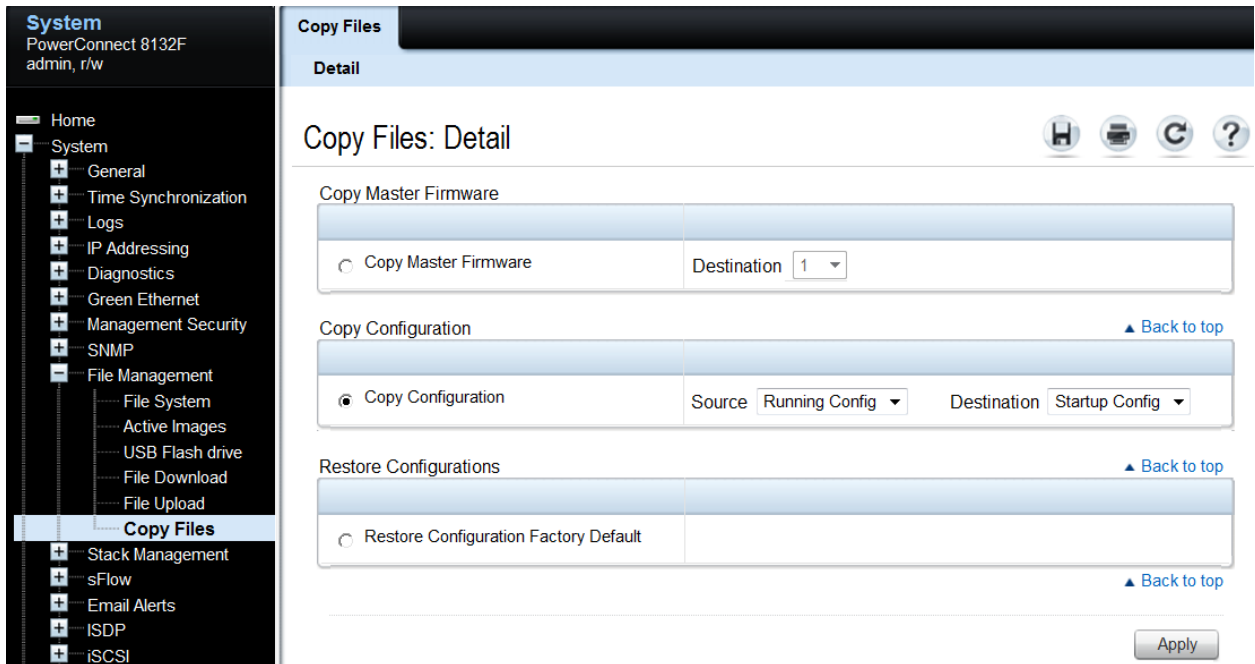 System
PowerConnect 8132F
admin, r/w
Home
System
General
Time Synchronization
Logs
IP Addressing
Diagnostics
Green Ethernet
Management Security
SNMP
File Management
File System
Active Images
USB Flash drive
File Download
File Upload
Copy Files
Stack Management
sFlow
Email Alerts
ISDP
iSCSI
Copy Files
Detail
Copy Files: Detail
Copy Master Firmware
Copy Master Firmware Destination 1
Copy Configuration Back to top
Copy Configuration Source Running Config Destination Startup Config
Restore Configurations Back to top
Restore Configuration Factory Default
Back to top
Apply